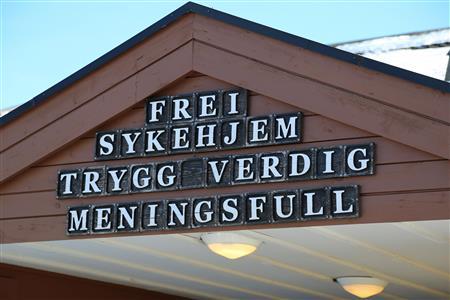 FREI
SYKEHJEM
TRYGG VERDIG
MENINGSFULL